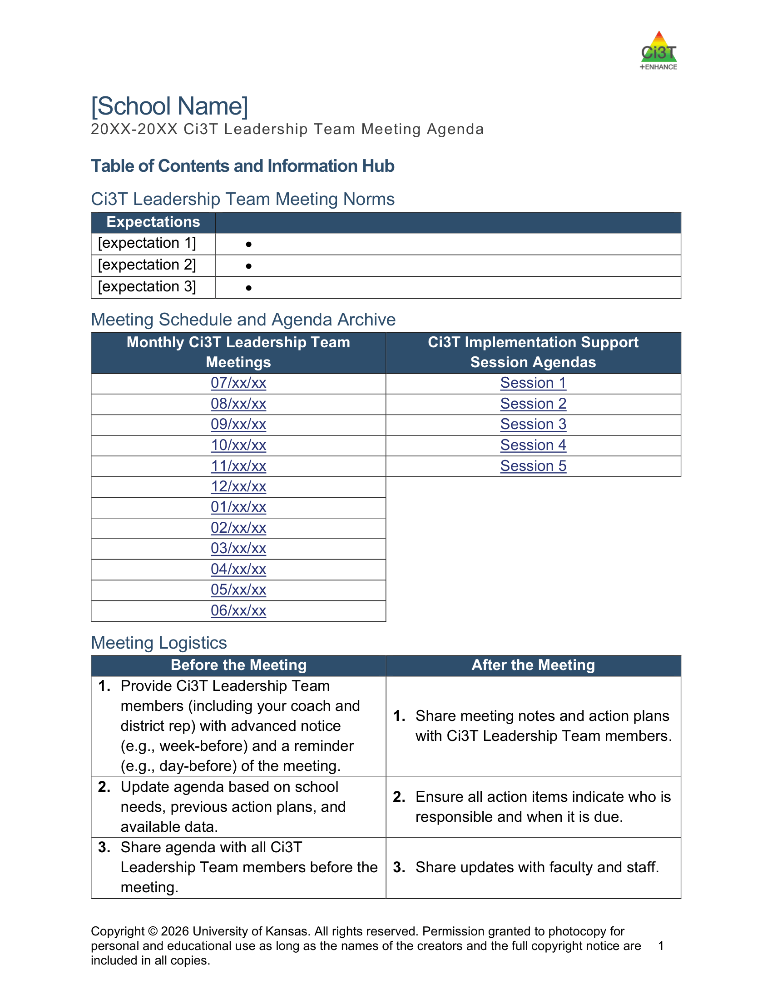 Ci3T
+ENHANCE
[School Name]
20XX-20XX Ci3T Leadership Team Meeting Agenda
Table of Contents and Information Hub
Ci3T Leadership Team Meeting Norms
Expectations
[expectation 1] •
[expectation 2] •
[expectation 3] •
Meeting Schedule and Agenda Archive
Monthly Ci3T Leadership Team
Meetings
Ci3T Implementation Support
Session Agendas
07/xx/xx Session 1
08/xx/xx Session 2
09/xx/xx Session 3
10/xx/xx Session 4
11/xx/xx Session 5
12/xx/xx
01/xx/xx
02/xx/xx
03/xx/xx
04/xx/xx
05/xx/xx
06/xx/xx
Meeting Logistics
Before the Meeting After the Meeting
1. Provide Ci3T Leadership Team
members (including your coach and
district rep) with advanced notice
(e.g., week-before) and a reminder
(e.g., day-before) of the meeting.
1. Share meeting notes and action plans
with Ci3T Leadership Team members.
2. Update agenda based on school
needs, previous action plans, and
available data.
2. Ensure all action items indicate who is
responsible and when it is due.
3. Share agenda with all Ci3T
Leadership Team members before the
meeting.
3. Share updates with faculty and staff.
Copyright © 2026 University of Kansas. All rights reserved. Permission granted to photocopy for
personal and educational use as long as the names of the creators and the full copyright notice are 1
included in all copies.